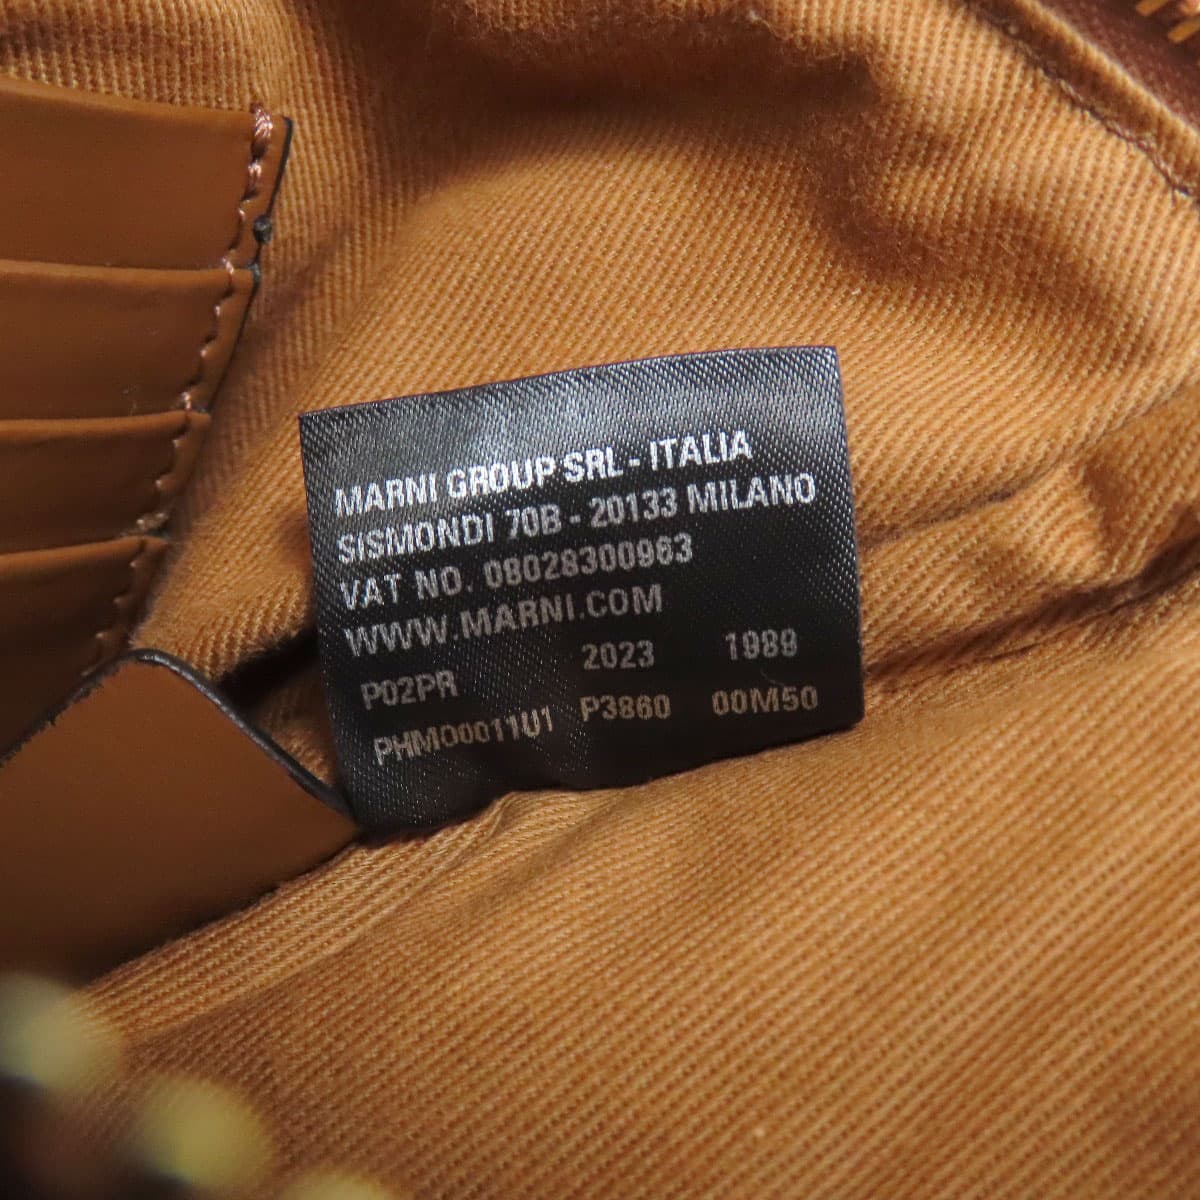 MARNI GROUP SRL - ITALIA
SISMONDI 70B - 20133 MILANO
VAT NO. 08028300963
WWW.MARNI.COM
P02PR 2023 1989
PHMO0011U1 P3860 00M50